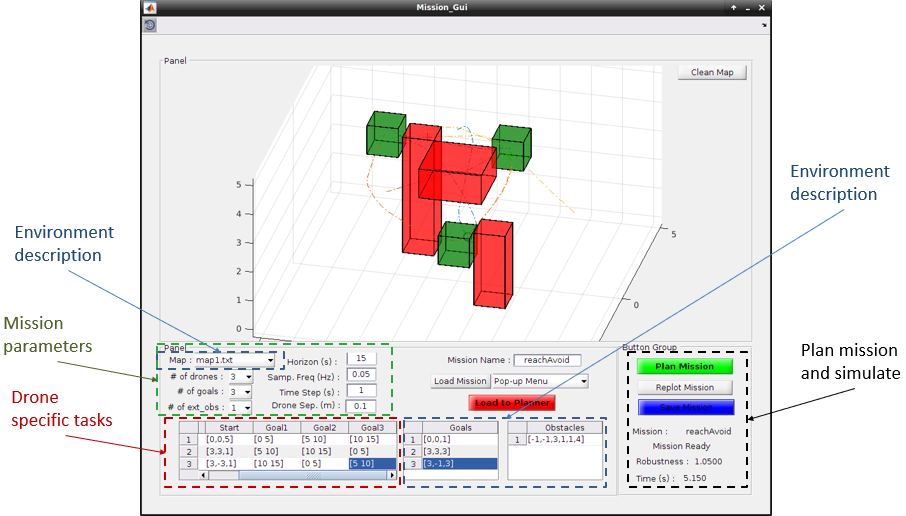 Mission_Gui
Panel
Clean Map
5
4
3
2
1
0
5
0
Environment
description
Environment
description
Mission
parameters
Drone
specific tasks
Plan mission
and simulate
Panel
Map : map1.txt
# of drones : 3
# of goals : 3
# of ext_obs : 1
Horizon (s) : 15
Samp. Freq (Hz) : 0.05
Time Step (s) : 1
Drone Sep. (m) : 0.1
Mission Name : reachAvoid
Load Mission Pop-up Menu
Load to Planner
Start Goal1 Goal2 Goal3
1 [0,0,5] [0 5] [5 10] [10 15]
2 [3,3,1] [5 10] [10 15] [0 5]
3 [3,-3,1] [10 15] [0 5] [5 10]
Goals
1 [0,0,1]
2 [3,3,3]
3 [3,-1,3]
Obstacles
1 [-1,-1,3,1,1,4]
Button Group
Plan Mission
Replot Mission
Save Mission
Mission : reachAvoid
Mission Ready
Robustness : 1.0500
Time (s) : 5.150